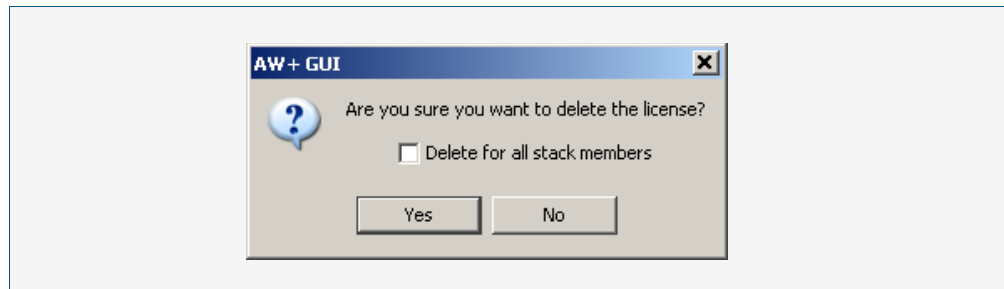 AW+ GUI
Are you sure you want to delete the license?
Delete for all stack members
Yes
No